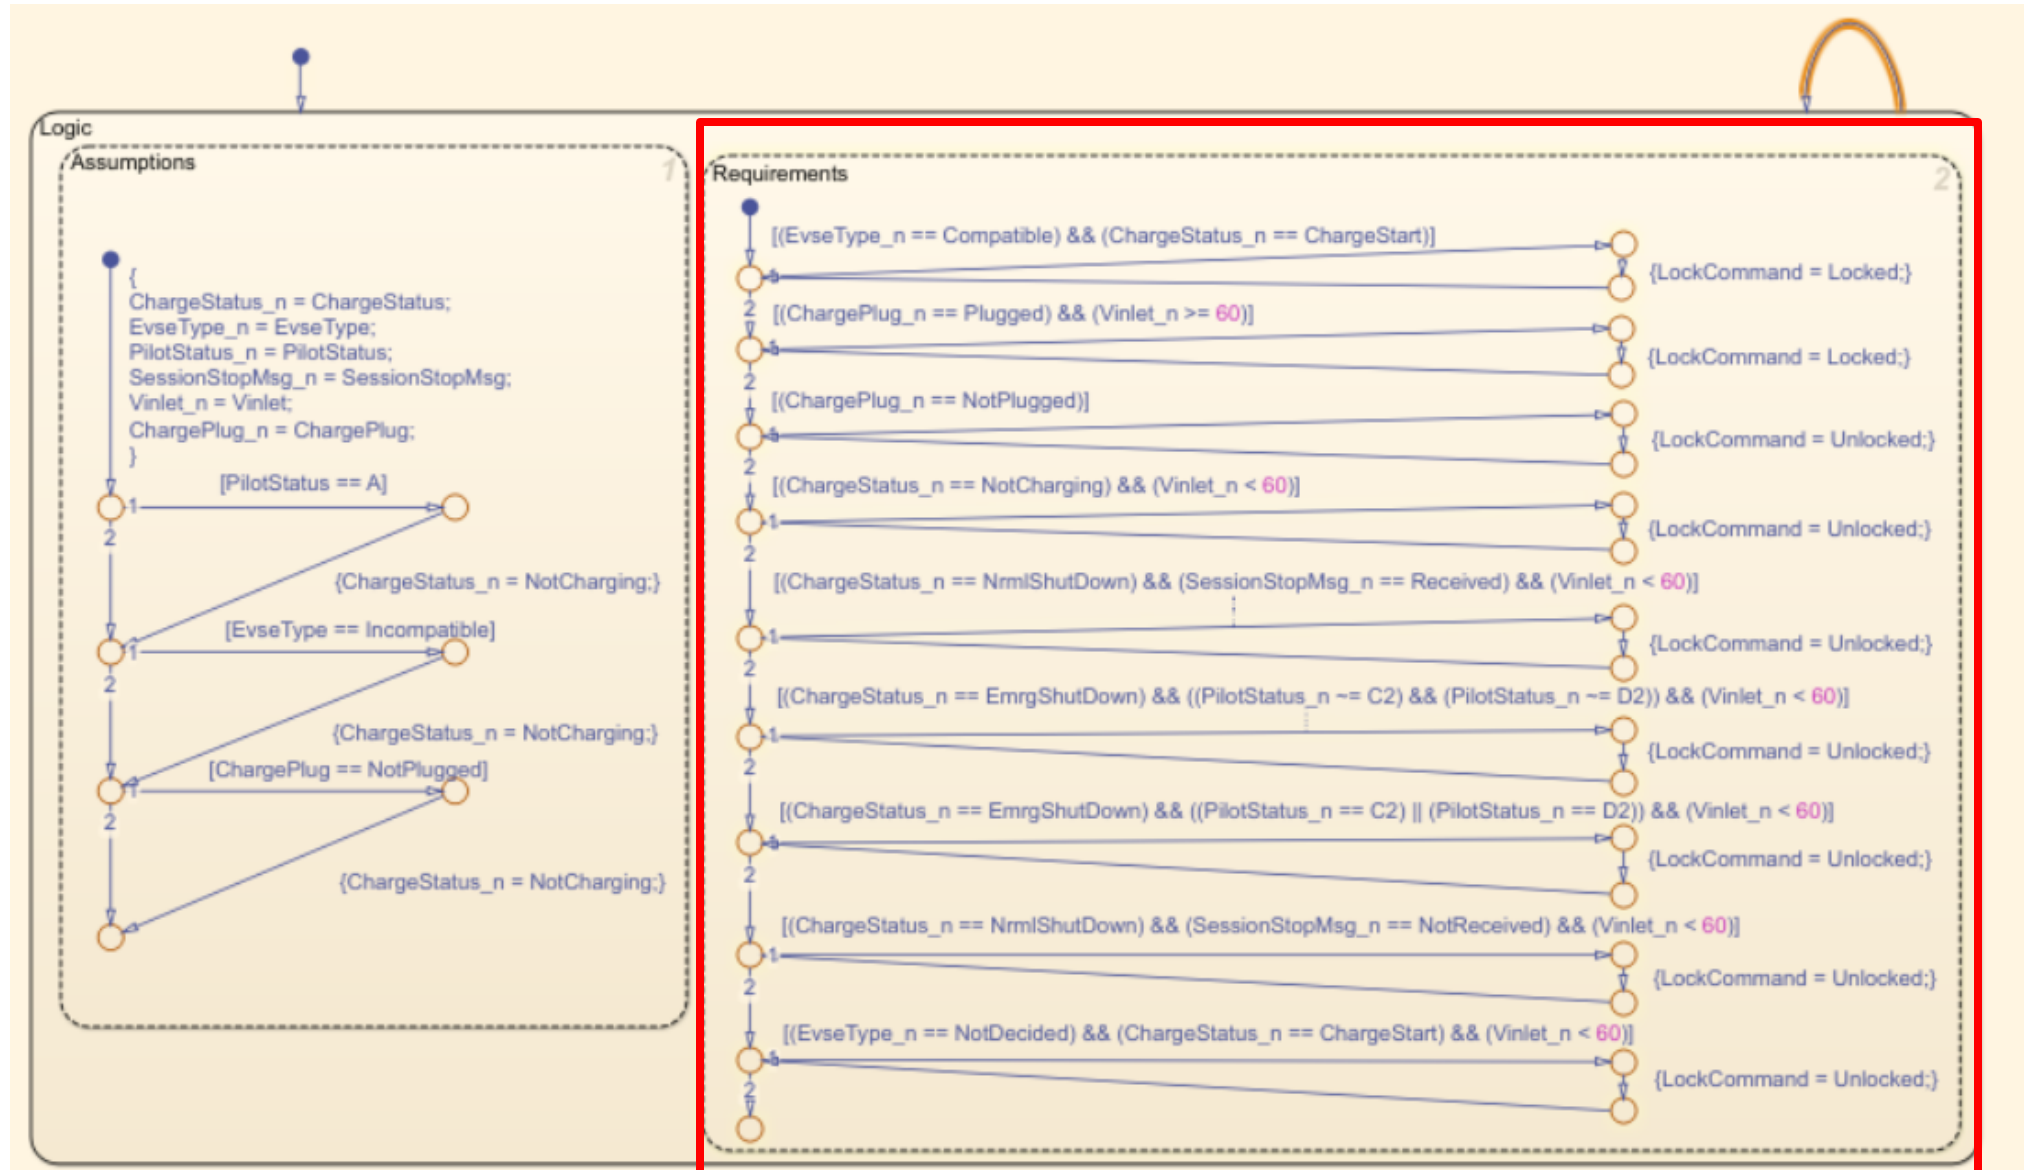 Logic
Assumptions
1
{
ChargeStatus_n = ChargeStatus;
EvseType_n = EvseType;
PilotStatus_n = PilotStatus;
SessionStopMsg_n = SessionStopMsg;
Vinlet_n = Vinlet;
ChargePlug_n = ChargePlug;
}
[PilotStatus == A]
1
2
{ChargeStatus_n = NotCharging;}
[EvseType == Incompatible]
1
2
{ChargeStatus_n = NotCharging;}
[ChargePlug == NotPlugged]
1
2
{ChargeStatus_n = NotCharging;}
Requirements
2
[(EvseType_n == Compatible) && (ChargeStatus_n == ChargeStart)]
1
{LockCommand = Locked;}
2
[(ChargePlug_n == Plugged) && (Vinlet_n >= 60)]
1
{LockCommand = Locked;}
2
[(ChargePlug_n == NotPlugged)]
1
{LockCommand = Unlocked;}
2
[(ChargeStatus_n == NotCharging) && (Vinlet_n < 60)]
1
{LockCommand = Unlocked;}
2
[(ChargeStatus_n == NrmlShutDown) && (SessionStopMsg_n == Received) && (Vinlet_n < 60)]
1
{LockCommand = Unlocked;}
2
[(ChargeStatus_n == EmrgShutDown) && ((PilotStatus_n ~= C2) && (PilotStatus_n ~= D2)) && (Vinlet_n < 60)]
1
{LockCommand = Unlocked;}
2
[(ChargeStatus_n == EmrgShutDown) && ((PilotStatus_n == C2) || (PilotStatus_n == D2)) && (Vinlet_n < 60)]
1
{LockCommand = Unlocked;}
2
[(ChargeStatus_n == NrmlShutDown) && (SessionStopMsg_n == NotReceived) && (Vinlet_n < 60)]
1
{LockCommand = Unlocked;}
2
[(EvseType_n == NotDecided) && (ChargeStatus_n == ChargeStart) && (Vinlet_n < 60)]
1
{LockCommand = Unlocked;}
2